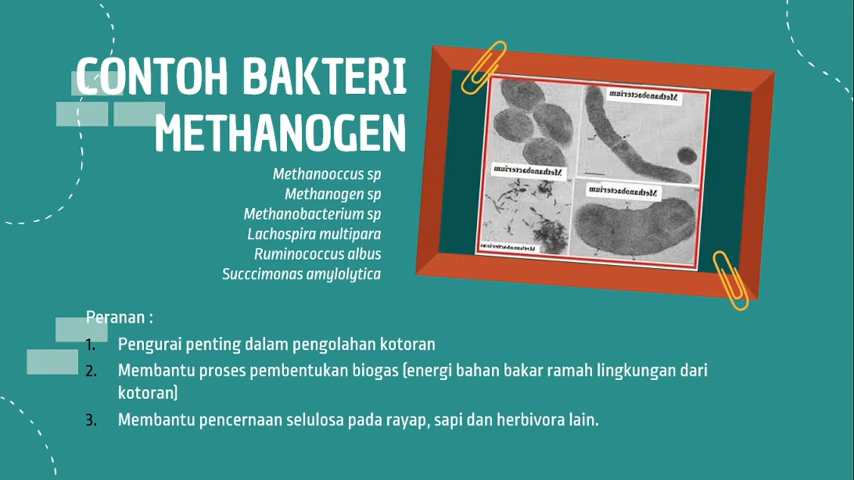 CONTOH BAKTERI
METHANOGEN
Methanooccus sp
Methanogen sp
Methanobacterium sp
Lachospira multipara
Ruminococcus albus
Succcimonas amylolytica
Methanobacterium
Methanobacterium
Methanobacterium
Methanobacterium
Peranan :
1. Pengurai penting dalam pengolahan kotoran
2. Membantu proses pembentukan biogas (energi bahan bakar ramah lingkungan dari
kotoran)
3. Membantu pencernaan selulosa pada rayap, sapi dan herbivora lain.